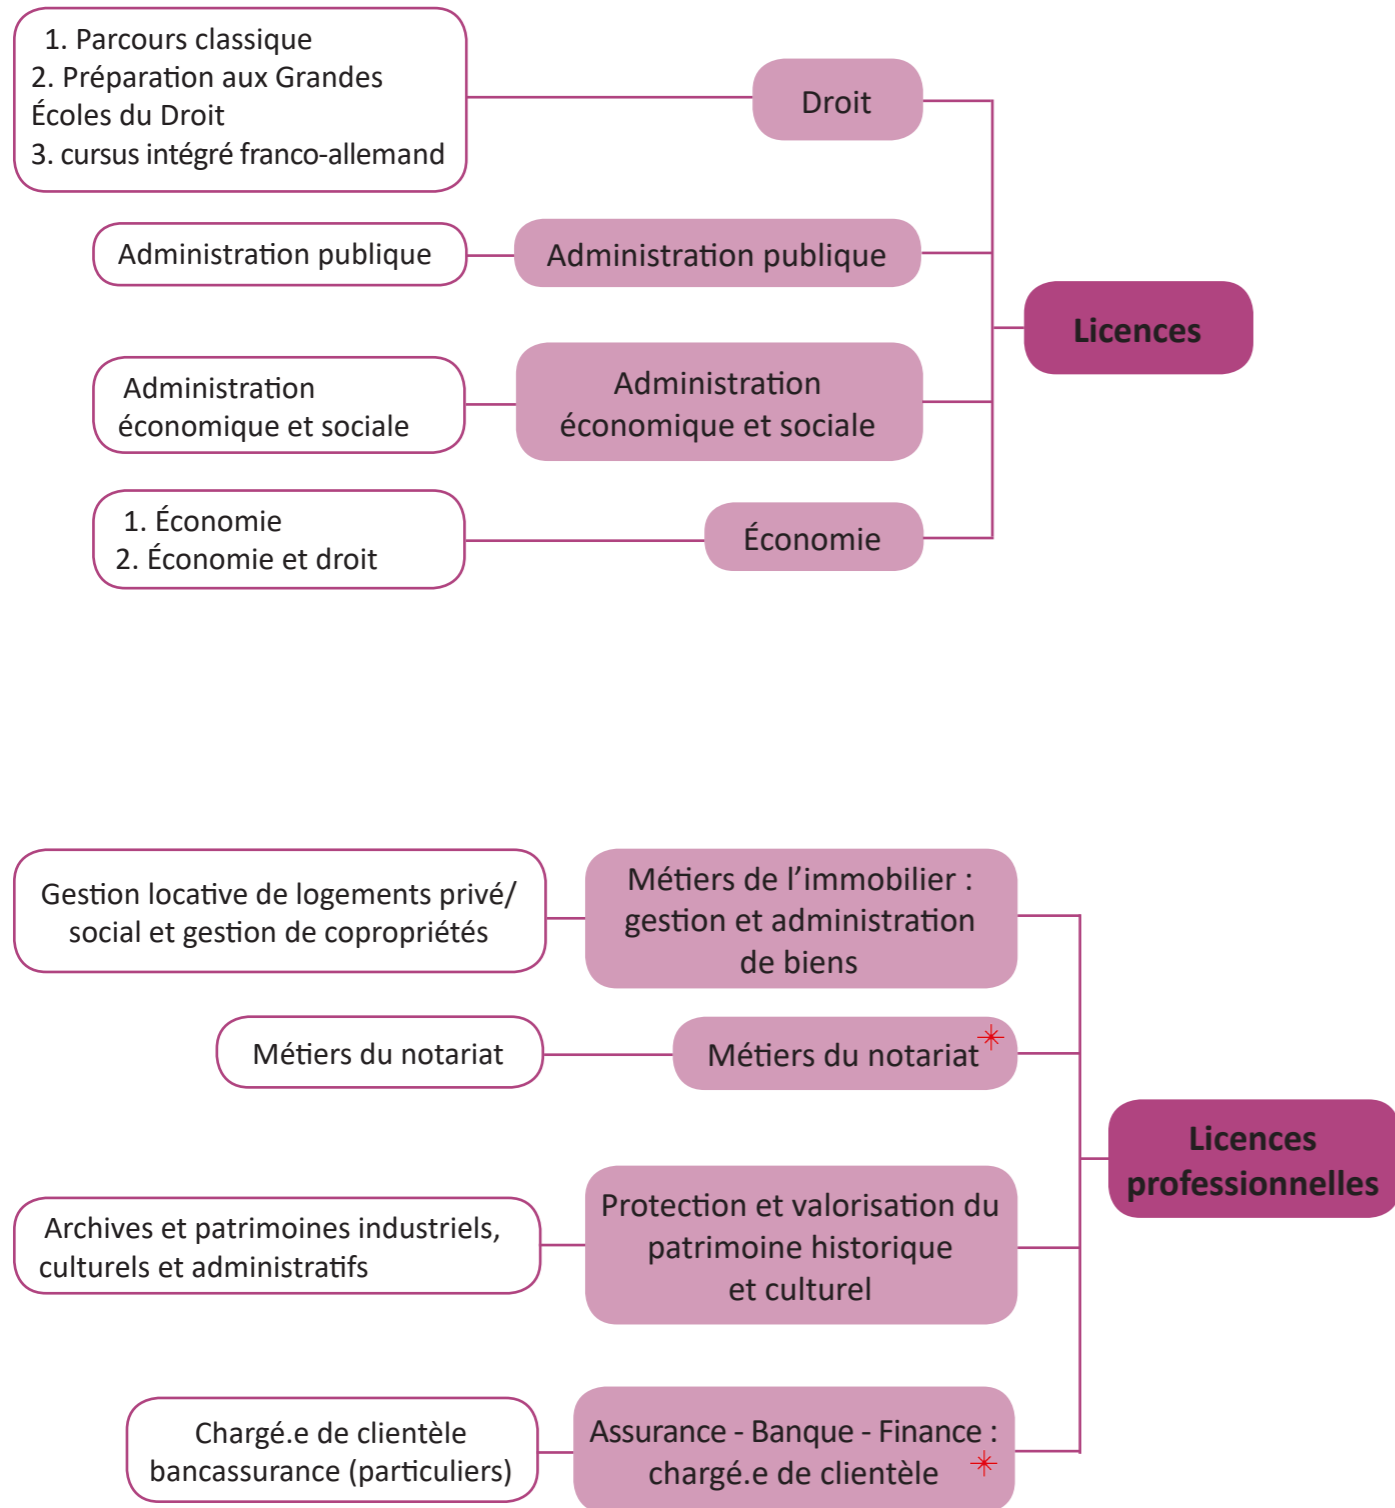 1. Parcours classique
2. Préparation aux Grandes
Écoles du Droit
3. cursus intégré franco-allemand
Droit
Administration publique
Administration publique
Licences
Administration
économique et sociale
Administration
économique et sociale
1. Économie
2. Économie et droit
Économie
Gestion locative de logements privé/
social et gestion de copropriétés
Métiers de l’immobilier :
gestion et administration
de biens
Métiers du notariat
Métiers du notariat
Licences
professionnelles
Archives et patrimoines industriels,
culturels et administratifs
Protection et valorisation du
patrimoine historique
et culturel
Chargé.e de clientèle
bancassurance (particuliers)
Assurance - Banque - Finance :
chargé.e de clientèle